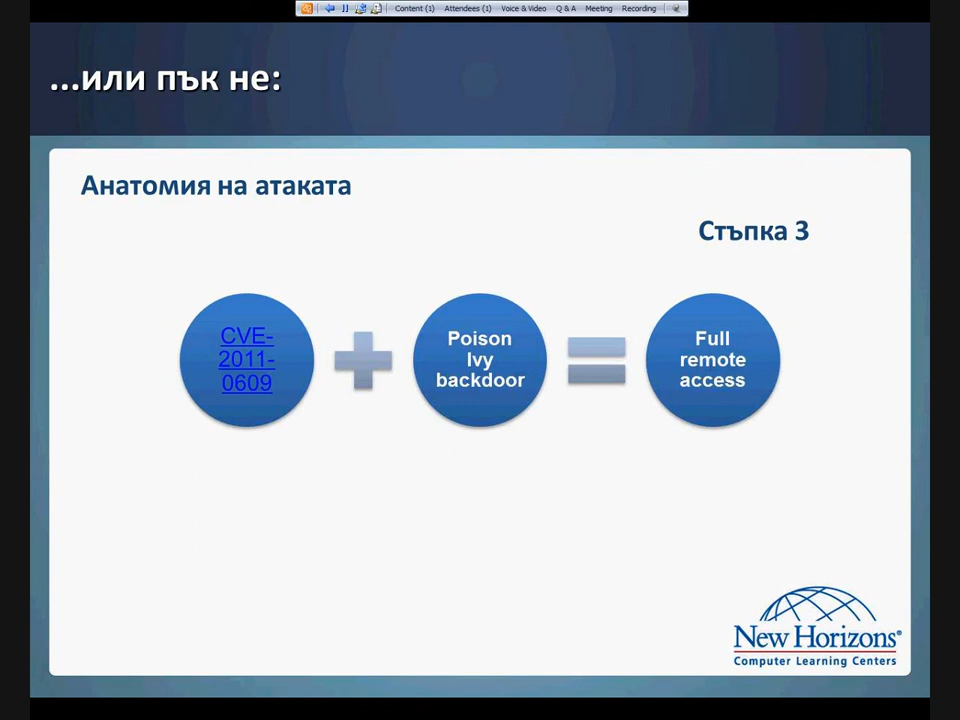 Content (1) Attendees (1) Voice & Video Q & A Meeting Recording
...или пък не:
Анатомия на атаката
Стъпка 3
CVE-
2011-
0609
Poison
Ivy
backdoor
Full
remote
access
New Horizons®
Computer Learning Centers